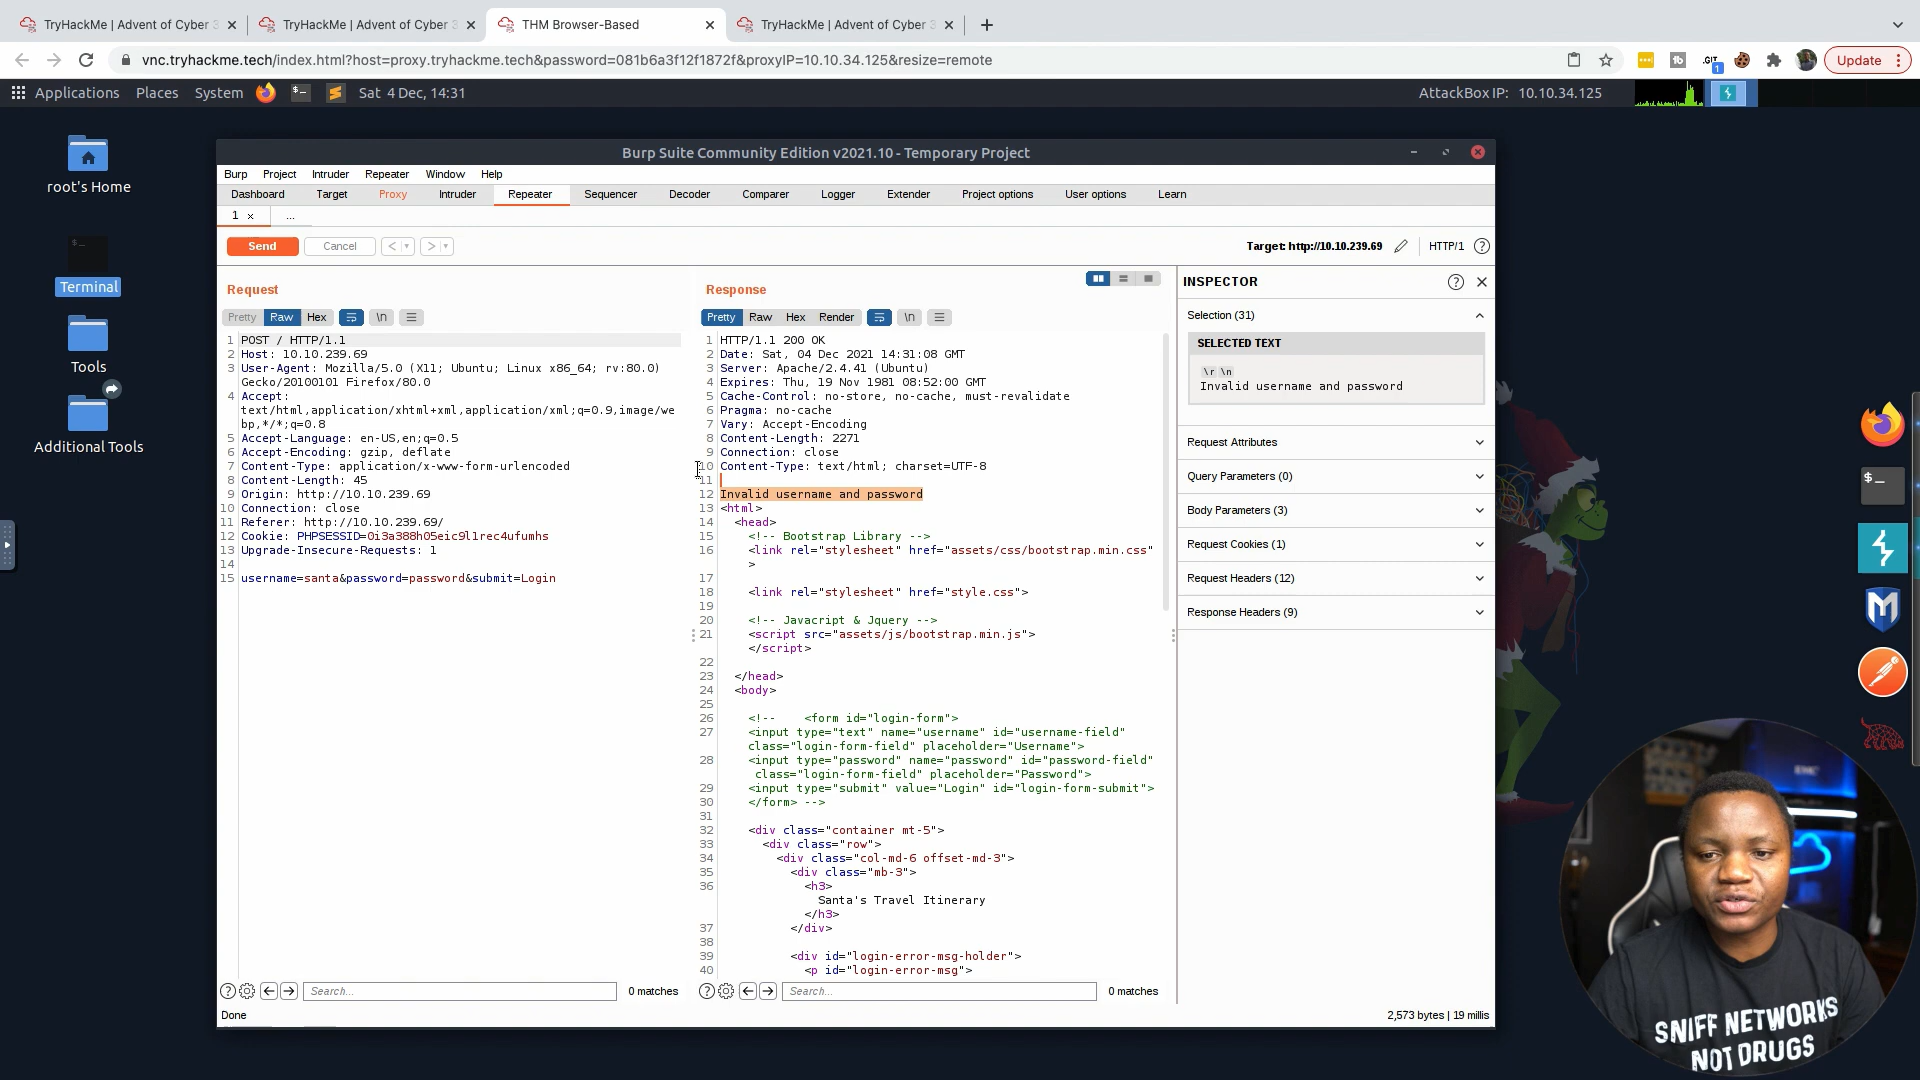 TryHackMe | Advent of Cyber 3
TryHackMe | Advent of Cyber 3
THM Browser-Based
TryHackMe | Advent of Cyber 3
vnc.tryhackme.tech/index.html?host=proxy.tryhackme.tech&password=081b6a3f12f1872f&proxyIP=10.10.34.125&resize=remote
.GIT
1
Update
Applications Places System Sat 4 Dec, 14:31 AttackBox IP: 10.10.34.125
root's Home
Terminal
Tools
Additional Tools
Burp Suite Community Edition v2021.10 - Temporary Project
Burp Project Intruder Repeater Window Help
Dashboard Target Proxy Intruder Repeater Sequencer Decoder Comparer Logger Extender Project options User options Learn
1 × ...
Send Cancel < > Target: http://10.10.239.69 HTTP/1 ?
Request
Pretty Raw Hex \n
1 POST / HTTP/1.1
2 Host: 10.10.239.69
3 User-Agent: Mozilla/5.0 (X11; Ubuntu; Linux x86_64; rv:80.0)
Gecko/20100101 Firefox/80.0
4 Accept:
text/html,application/xhtml+xml,application/xml;q=0.9,image/we
bp,*/*;q=0.8
5 Accept-Language: en-US,en;q=0.5
6 Accept-Encoding: gzip, deflate
7 Content-Type: application/x-www-form-urlencoded
8 Content-Length: 45
9 Origin: http://10.10.239.69
10 Connection: close
11 Referer: http://10.10.239.69/
12 Cookie: PHPSESSID=0i3a388h05eic9l1rec4ufumhs
13 Upgrade-Insecure-Requests: 1
14
15 username=santa&password=password&submit=Login
Search... 0 matches
Response
Pretty Raw Hex Render \n
1 HTTP/1.1 200 OK
2 Date: Sat, 04 Dec 2021 14:31:08 GMT
3 Server: Apache/2.4.41 (Ubuntu)
4 Expires: Thu, 19 Nov 1981 08:52:00 GMT
5 Cache-Control: no-store, no-cache, must-revalidate
6 Pragma: no-cache
7 Vary: Accept-Encoding
8 Content-Length: 2271
9 Connection: close
10 Content-Type: text/html; charset=UTF-8
11
12 Invalid username and password
13 <html>
14 <head>
15 <!-- Bootstrap Library -->
16 <link rel="stylesheet" href="assets/css/bootstrap.min.css"
>
17
18 <link rel="stylesheet" href="style.css">
19
20 <!-- Javacript & Jquery -->
21 <script src="assets/js/bootstrap.min.js">
</script>
22
23 </head>
24 <body>
25
26 <!-- <form id="login-form">
27 <input type="text" name="username" id="username-field"
class="login-form-field" placeholder="Username">
28 <input type="password" name="password" id="password-field"
class="login-form-field" placeholder="Password">
29 <input type="submit" value="Login" id="login-form-submit">
30 </form> -->
31
32 <div class="container mt-5">
33 <div class="row">
34 <div class="col-md-6 offset-md-3">
35 <div class="mb-3">
36 <h3>
Santa's Travel Itinerary
</h3>
37 </div>
38
39 <div id="login-error-msg-holder">
40 <p id="login-error-msg">
Search... 0 matches
INSPECTOR
Selection (31)
SELECTED TEXT
\r \n
Invalid username and password
Request Attributes
Query Parameters (0)
Body Parameters (3)
Request Cookies (1)
Request Headers (12)
Response Headers (9)
Done 2,573 bytes | 19 millis
SNIFF NETWORKS
NOT DRUGS